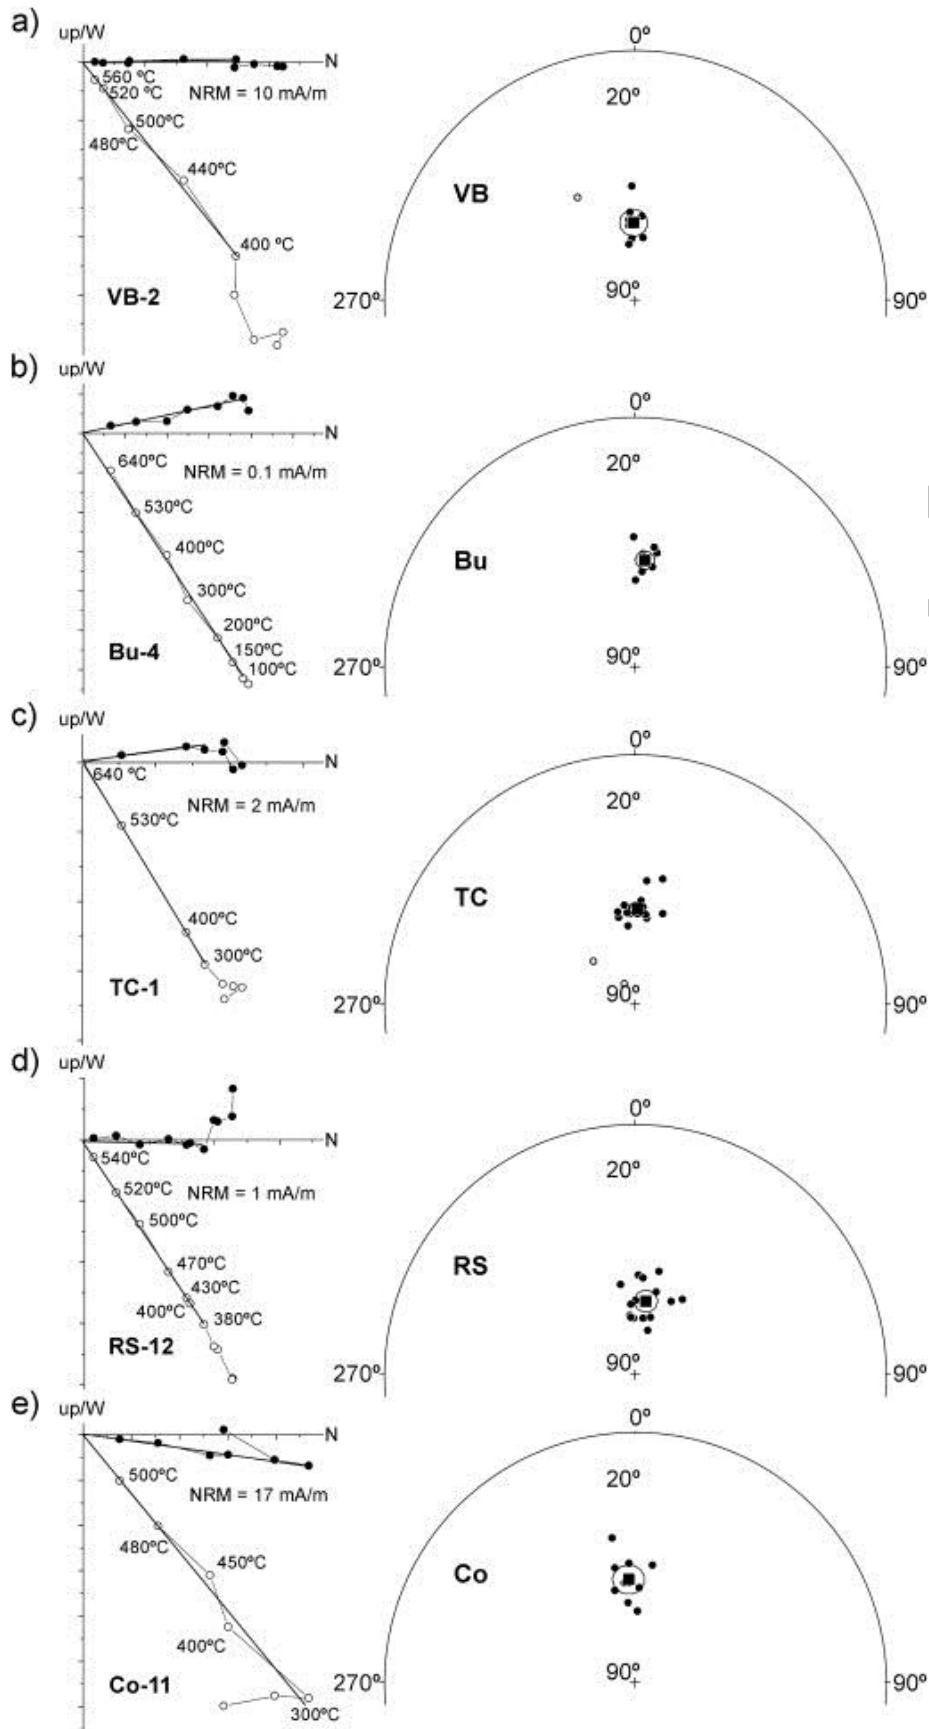 a)
up/W
N
560 ºC
520 ºC
NRM = 10 mA/m
500ºC
480ºC
440ºC
400 ºC
VB-2
0º
20º
VB
90º
270º
90º
b)
up/W
N
640ºC
NRM = 0.1 mA/m
530ºC
400ºC
300ºC
200ºC
150ºC
100ºC
Bu-4
0º
20º
Bu
90º
270º
90º
c)
up/W
N
640 ºC
NRM = 2 mA/m
530ºC
400ºC
300ºC
TC-1
0º
20º
TC
90º
270º
90º
d)
up/W
N
540ºC
520ºC
NRM = 1 mA/m
500ºC
470ºC
430ºC
400ºC
380ºC
RS-12
0º
20º
RS
90º
270º
90º
e)
up/W
N
500ºC
NRM = 17 mA/m
480ºC
450ºC
400ºC
300ºC
Co-11
0º
20º
Co
90º
270º
90º